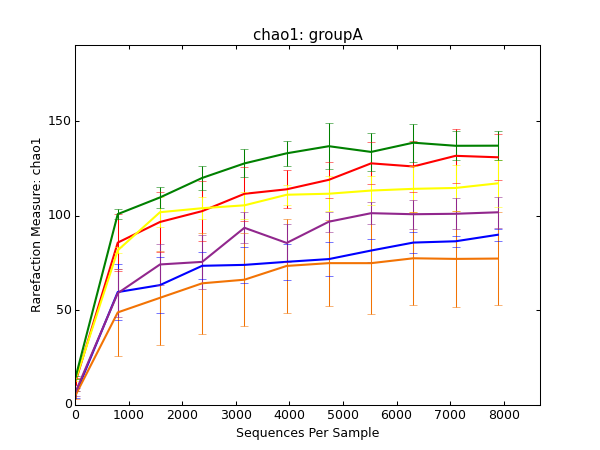 chao1: groupA
Rarefaction Measure: chao1
150
100
50
0
0 1000 2000 3000 4000 5000 6000 7000 8000
Sequences Per Sample